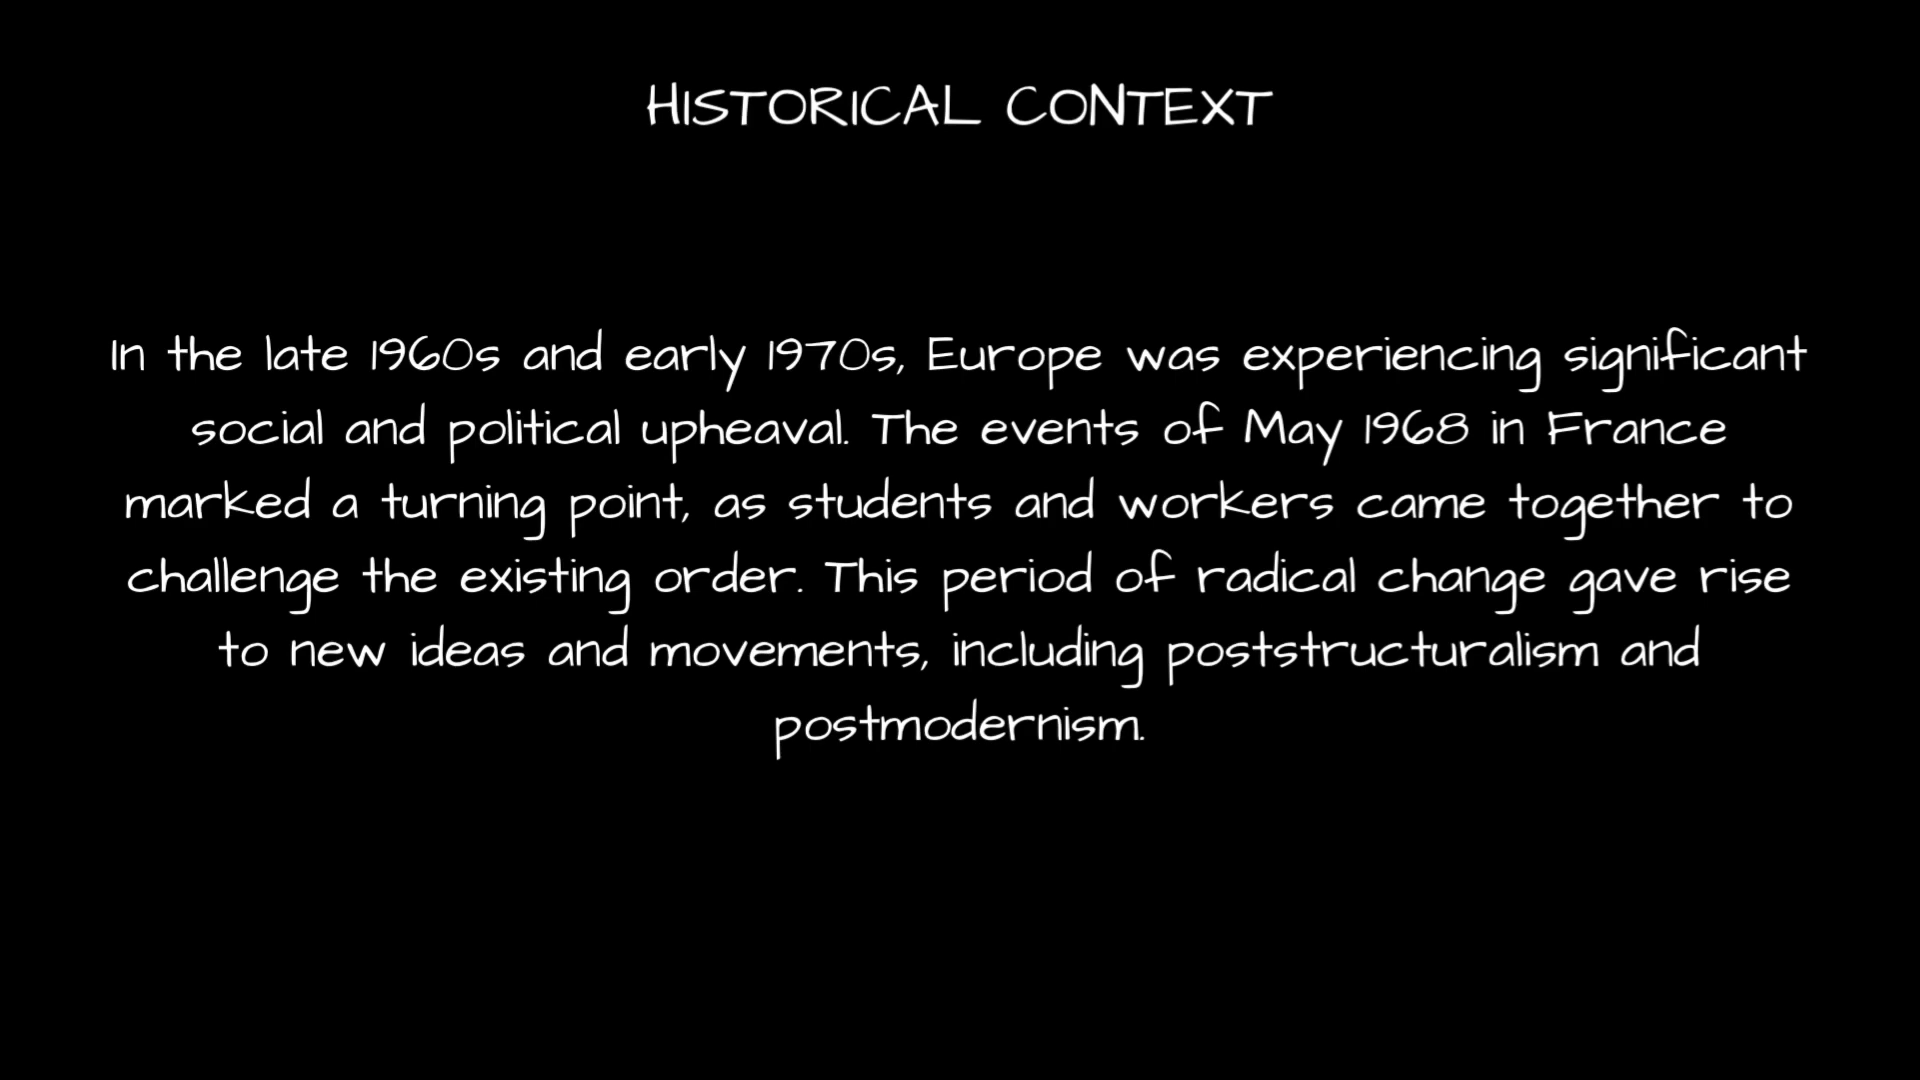 HISTORICAL CONTEXT
In the late 1960s and early 1970s, Europe was experiencing significant
social and political upheaval. The events of May 1968 in France
marked a turning point, as students and workers came together to
challenge the existing order. This period of radical change gave rise
to new ideas and movements, including poststructuralism and
postmodernism.